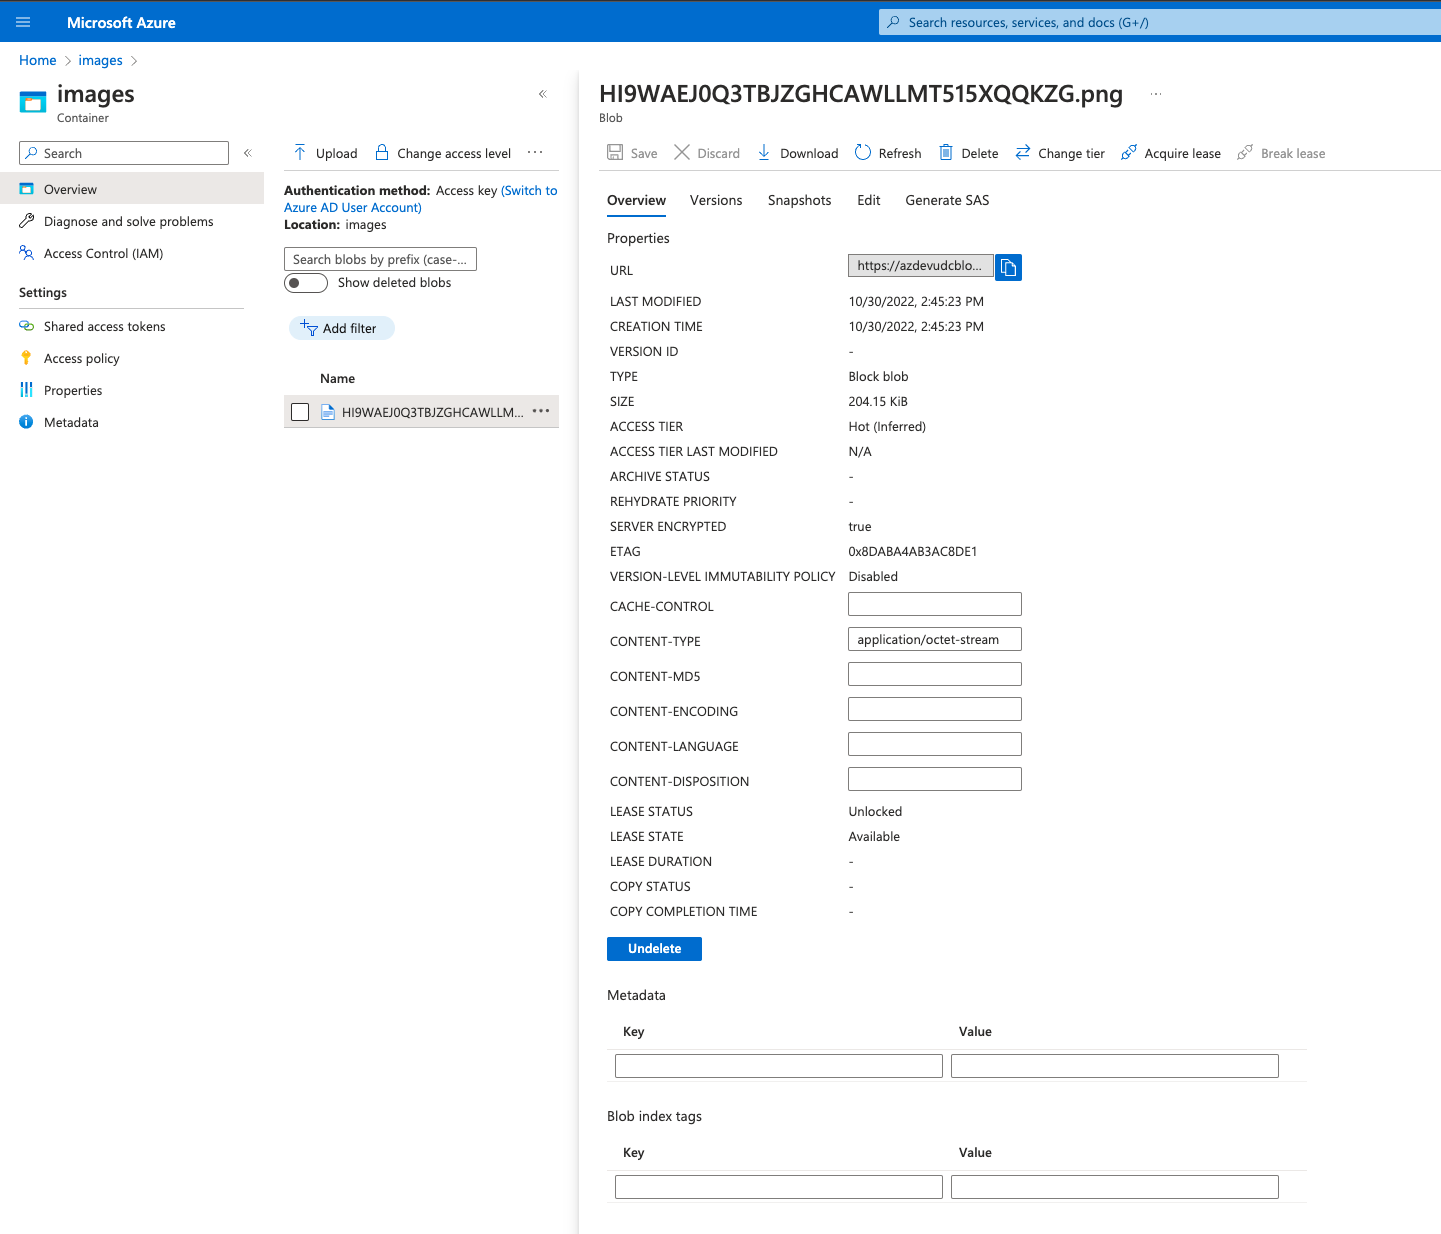 Microsoft Azure
Search resources, services, and docs (G+/)
Home > images >
images
Container
«
Search
«
Overview
Diagnose and solve problems
Access Control (IAM)
Settings
Shared access tokens
Access policy
Properties
Metadata
Upload
Change access level
···
Authentication method: Access key (Switch to
Azure AD User Account)
Location: images
Search blobs by prefix (case-...
Show deleted blobs
Add filter
Name
HI9WAEJ0Q3TBJZGHCAWLLM... ···
HI9WAEJ0Q3TBJZGHCAWLLMT515XQQKZG.png ···
Blob
Save
Discard
Download
Refresh
Delete
Change tier
Acquire lease
Break lease
Overview
Versions
Snapshots
Edit
Generate SAS
Properties
URL https://azdevudcblo...
LAST MODIFIED 10/30/2022, 2:45:23 PM
CREATION TIME 10/30/2022, 2:45:23 PM
VERSION ID -
TYPE Block blob
SIZE 204.15 KiB
ACCESS TIER Hot (Inferred)
ACCESS TIER LAST MODIFIED N/A
ARCHIVE STATUS -
REHYDRATE PRIORITY -
SERVER ENCRYPTED true
ETAG 0x8DABA4AB3AC8DE1
VERSION-LEVEL IMMUTABILITY POLICY Disabled
CACHE-CONTROL
CONTENT-TYPE application/octet-stream
CONTENT-MD5
CONTENT-ENCODING
CONTENT-LANGUAGE
CONTENT-DISPOSITION
LEASE STATUS Unlocked
LEASE STATE Available
LEASE DURATION -
COPY STATUS -
COPY COMPLETION TIME -
Undelete
Metadata
Key Value
Blob index tags
Key Value